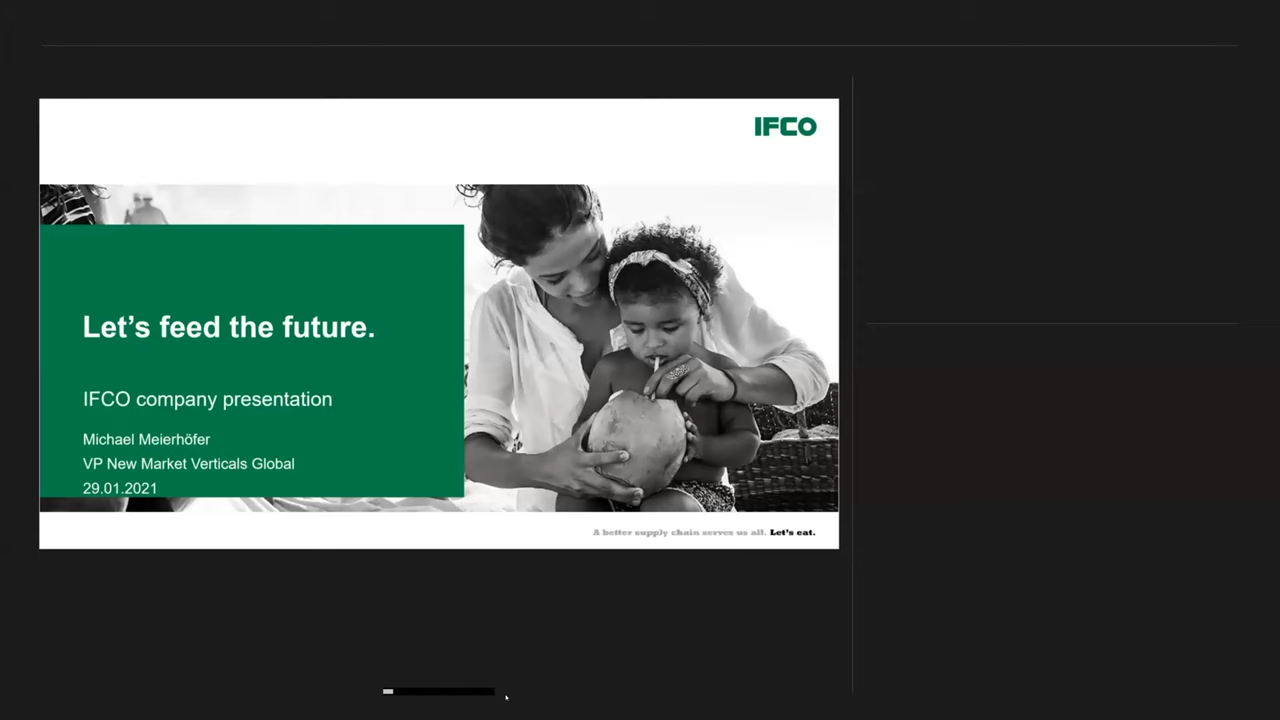 IFCO
Let’s feed the future.
IFCO company presentation
Michael Meierhöfer
VP New Market Verticals Global
29.01.2021
A better supply chain serves us all. Let’s eat.